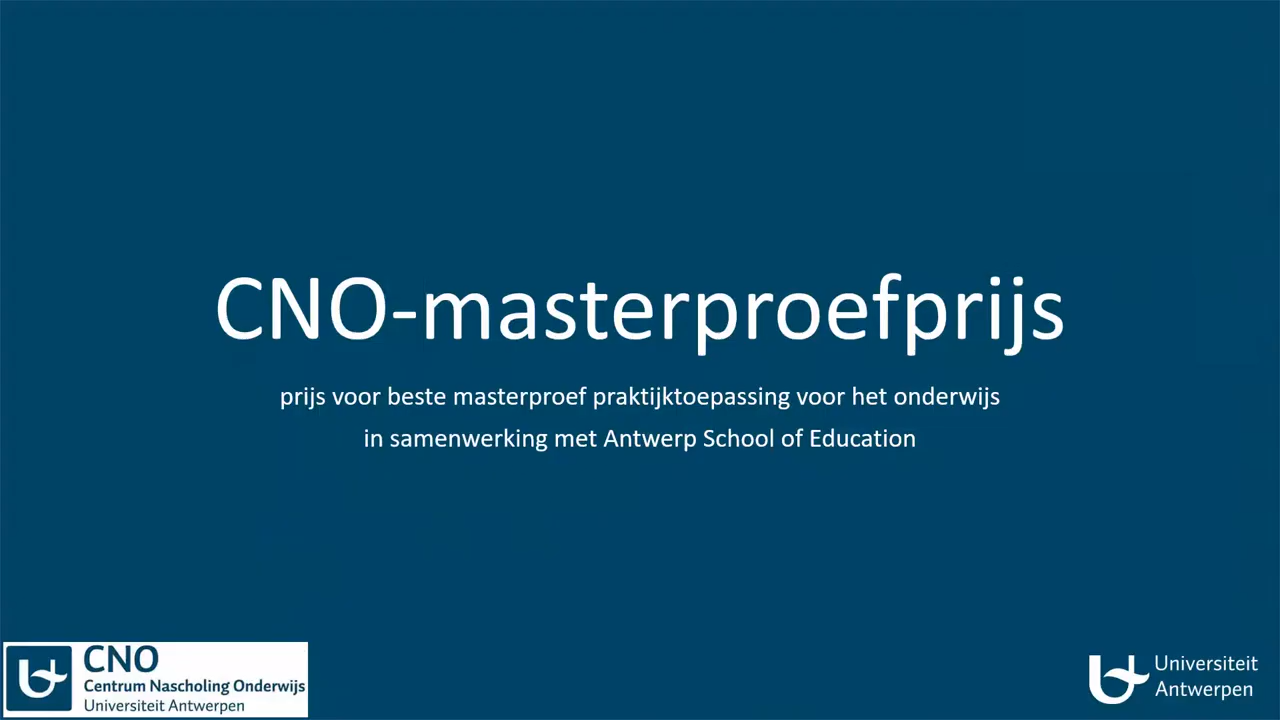 CNO-masterproefprijs
prijs voor beste masterproef praktijktoepassing voor het onderwijs
in samenwerking met Antwerp School of Education
CNO
Centrum Nascholing Onderwijs
Universiteit Antwerpen
Universiteit
Antwerpen